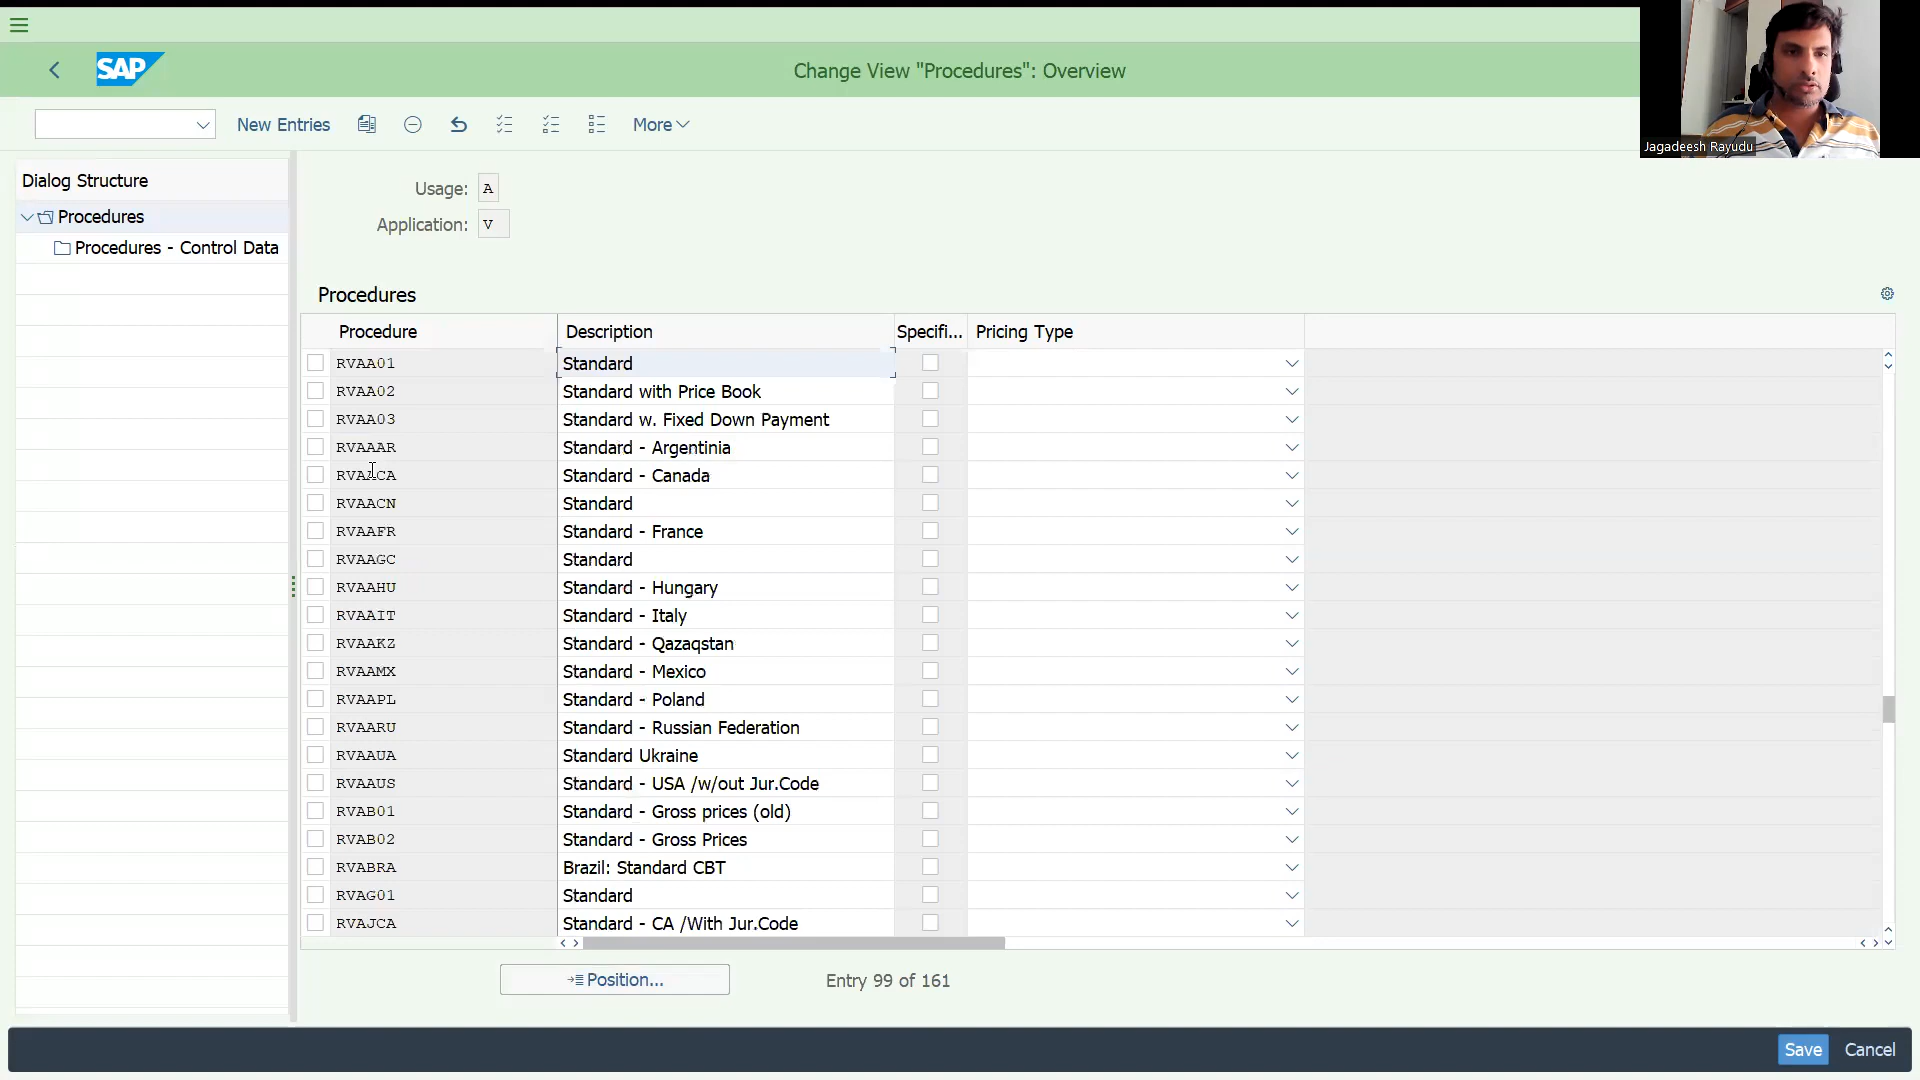 SAP
Change View "Procedures": Overview
Jagadeesh Rayudu
New Entries
More
Dialog Structure
Procedures
Procedures - Control Data
Usage: A
Application: V
Procedures
Procedure Description Specifi... Pricing Type
RVAA01 Standard
RVAA02 Standard with Price Book
RVAA03 Standard w. Fixed Down Payment
RVAAAR Standard - Argentinia
RVAACA Standard - Canada
RVAACN Standard
RVAAFR Standard - France
RVAAGC Standard
RVAAHU Standard - Hungary
RVAAIT Standard - Italy
RVAAKZ Standard - Qazaqstan
RVAAMX Standard - Mexico
RVAAPL Standard - Poland
RVAARU Standard - Russian Federation
RVAAUA Standard Ukraine
RVAAUS Standard - USA /w/out Jur.Code
RVAB01 Standard - Gross prices (old)
RVAB02 Standard - Gross Prices
RVABRA Brazil: Standard CBT
RVAG01 Standard
RVAJCA Standard - CA /With Jur.Code
Position...
Entry 99 of 161
Save
Cancel